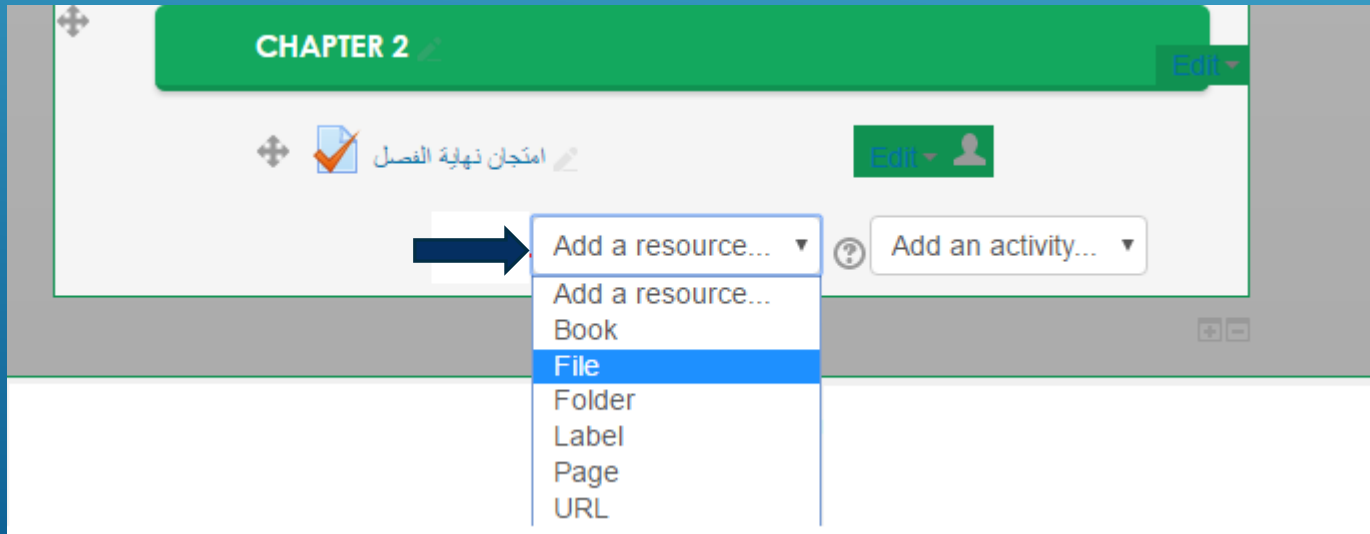 CHAPTER 2
Edit
امتحان نهاية الفصل
Edit
Add a resource...
Add an activity...
Add a resource...
Book
File
Folder
Label
Page
URL